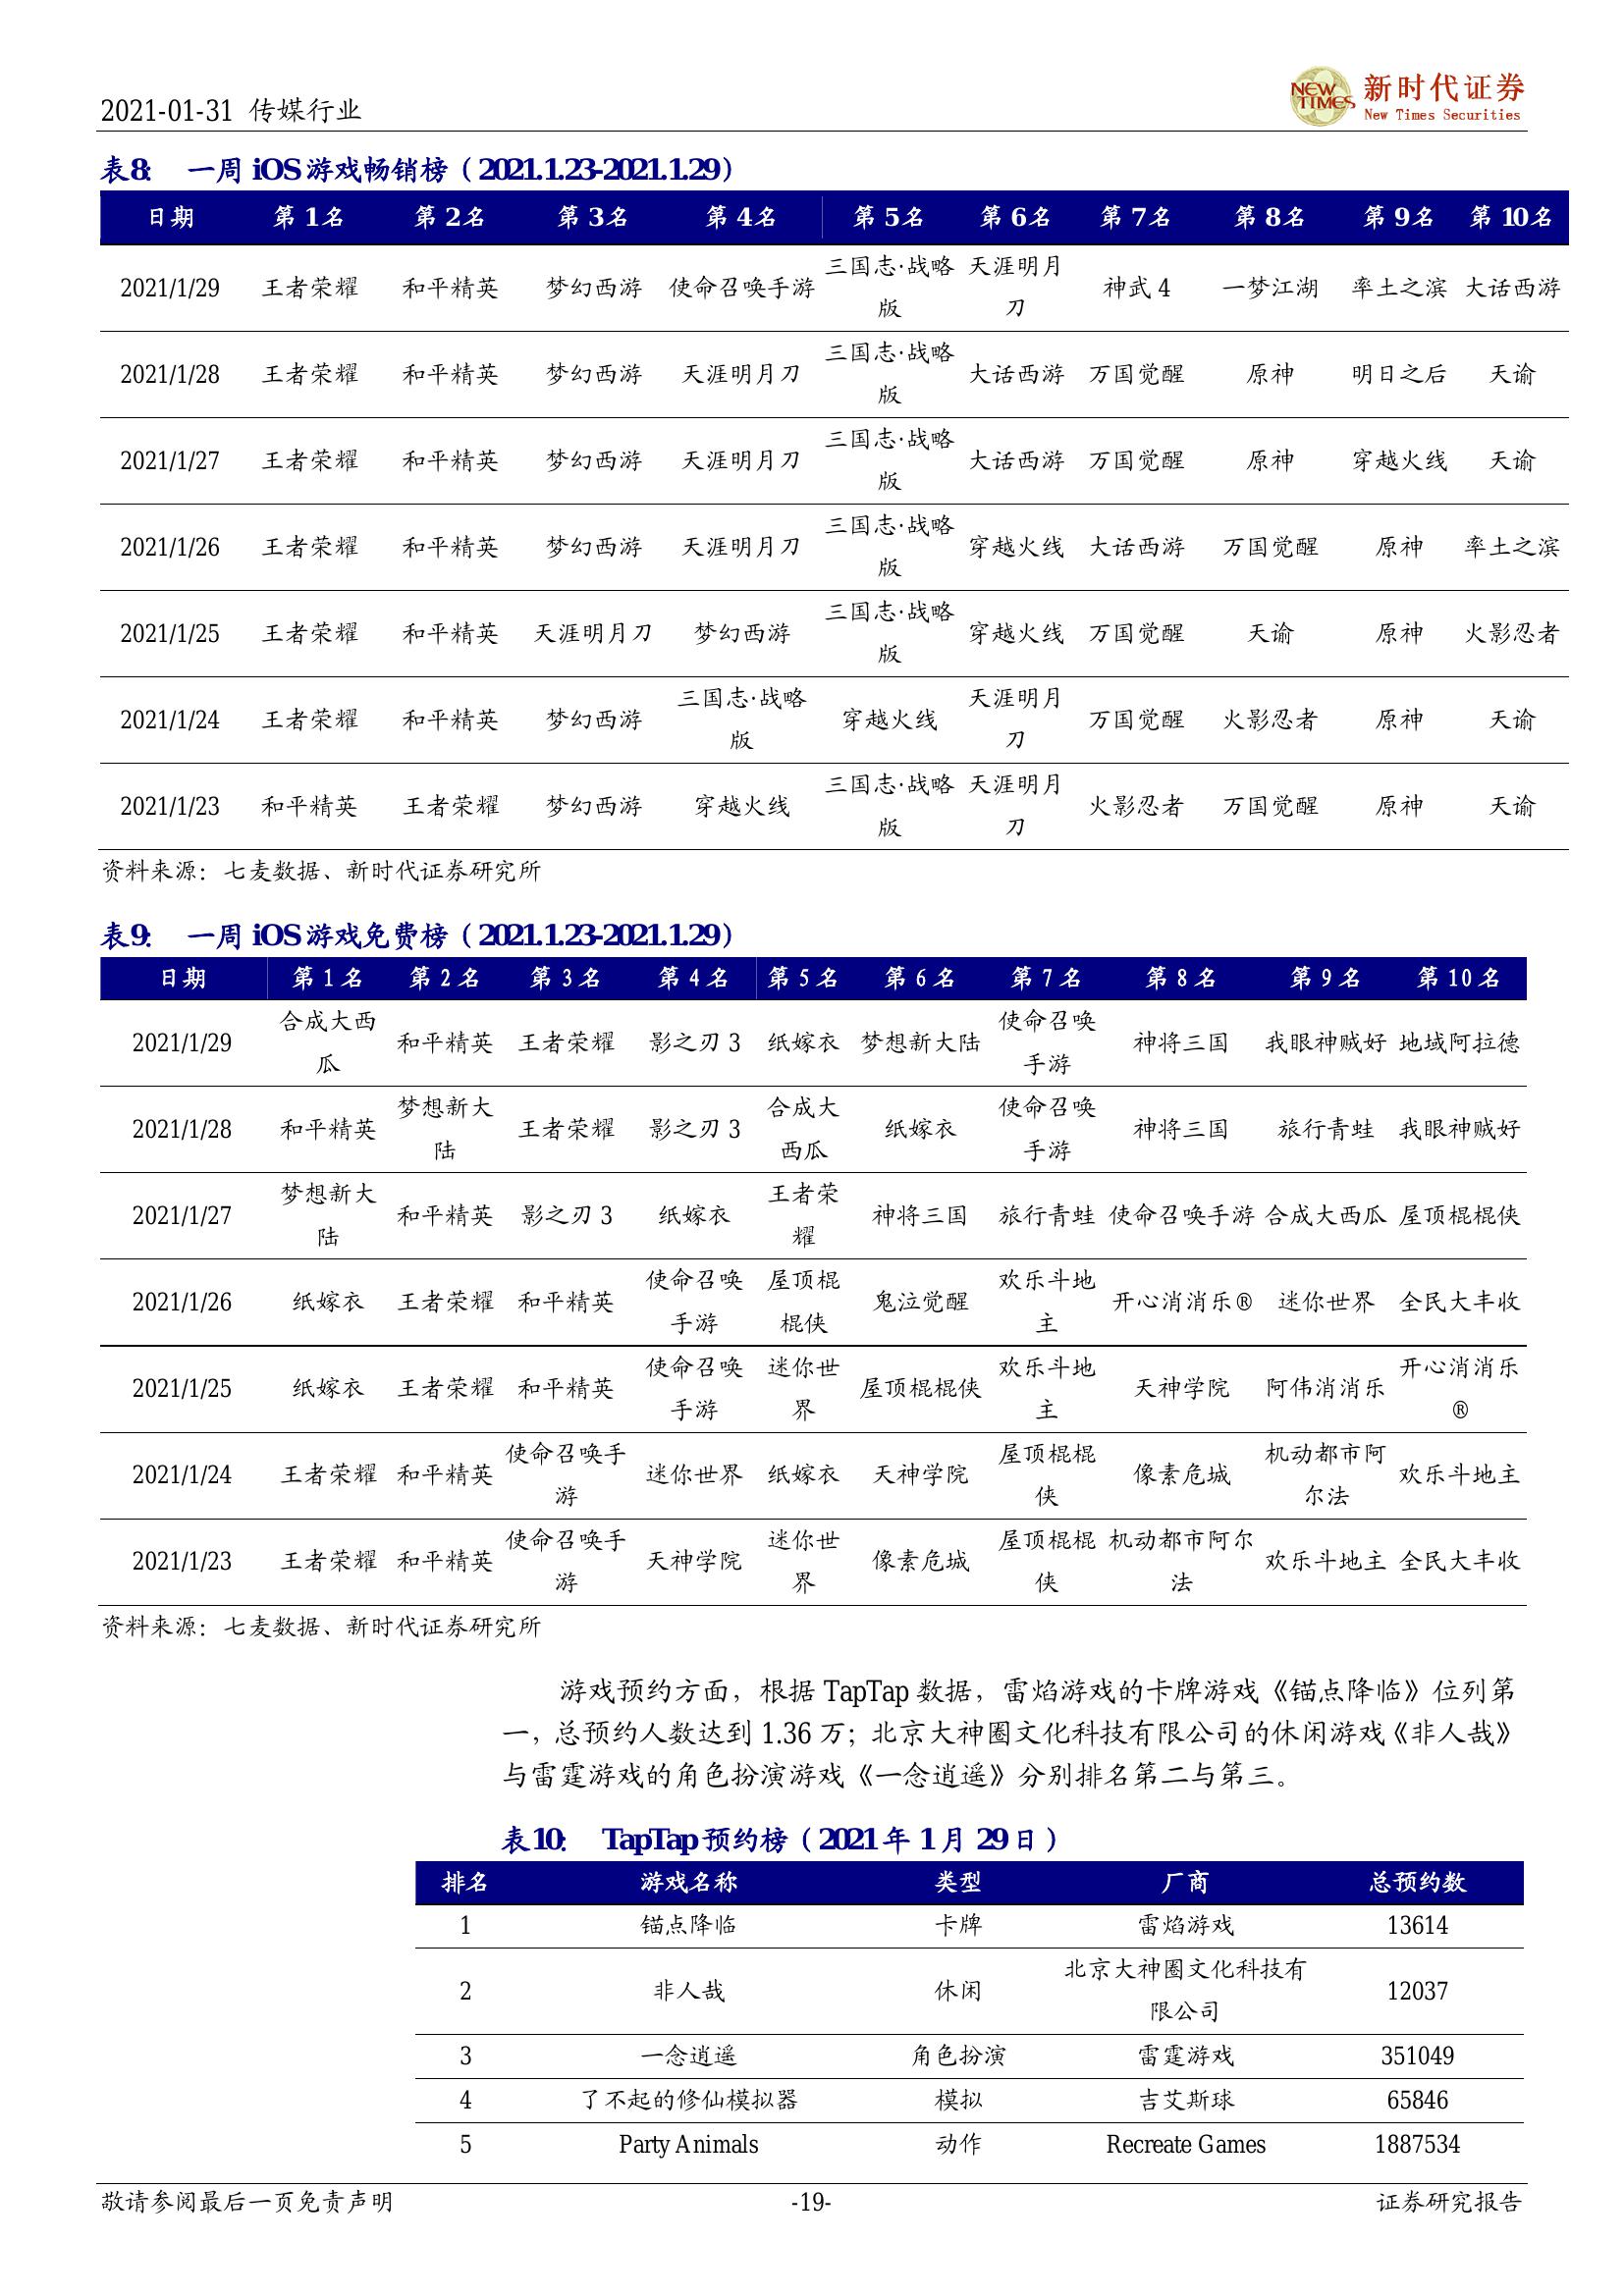 2021-01-31 传媒行业
NEW TIMES 新时代证券
New Times Securities
表8： 一周 iOS 游戏畅销榜（2021.1.23-2021.1.29）
日期 第 1名 第 2名 第 3名 第 4名 第 5名 第 6名 第 7名 第 8名 第 9名 第 10名
2021/1/29 王者荣耀 和平精英 梦幻西游 使命召唤手游 三国志·战略版 天涯明月刀 神武 4 一梦江湖 率土之滨 大话西游
2021/1/28 王者荣耀 和平精英 梦幻西游 天涯明月刀 三国志·战略版 大话西游 万国觉醒 原神 明日之后 天谕
2021/1/27 王者荣耀 和平精英 梦幻西游 天涯明月刀 三国志·战略版 大话西游 万国觉醒 原神 穿越火线 天谕
2021/1/26 王者荣耀 和平精英 梦幻西游 天涯明月刀 三国志·战略版 穿越火线 大话西游 万国觉醒 原神 率土之滨
2021/1/25 王者荣耀 和平精英 天涯明月刀 梦幻西游 三国志·战略版 穿越火线 万国觉醒 天谕 原神 火影忍者
2021/1/24 王者荣耀 和平精英 梦幻西游 三国志·战略版 穿越火线 天涯明月刀 万国觉醒 火影忍者 原神 天谕
2021/1/23 和平精英 王者荣耀 梦幻西游 穿越火线 三国志·战略版 天涯明月刀 火影忍者 万国觉醒 原神 天谕
资料来源：七麦数据、新时代证券研究所
表9： 一周 iOS 游戏免费榜（2021.1.23-2021.1.29）
日期 第 1 名 第 2 名 第 3 名 第 4 名 第 5 名 第 6 名 第 7 名 第 8 名 第 9 名 第 10 名
2021/1/29 合成大西瓜 和平精英 王者荣耀 影之刃 3 纸嫁衣 梦想新大陆 使命召唤手游 神将三国 我眼神贼好 地域阿拉德
2021/1/28 和平精英 梦想新大陆 王者荣耀 影之刃 3 合成大西瓜 纸嫁衣 使命召唤手游 神将三国 旅行青蛙 我眼神贼好
2021/1/27 梦想新大陆 和平精英 影之刃 3 纸嫁衣 王者荣耀 神将三国 旅行青蛙 使命召唤手游 合成大西瓜 屋顶棍棍侠
2021/1/26 纸嫁衣 王者荣耀 和平精英 使命召唤手游 屋顶棍棍侠 鬼泣觉醒 欢乐斗地主 开心消消乐® 迷你世界 全民大丰收
2021/1/25 纸嫁衣 王者荣耀 和平精英 使命召唤手游 迷你世界 屋顶棍棍侠 欢乐斗地主 天神学院 阿伟消消乐 开心消消乐®
2021/1/24 王者荣耀 和平精英 使命召唤手游 迷你世界 纸嫁衣 天神学院 屋顶棍棍侠 像素危城 机动都市阿尔法 欢乐斗地主
2021/1/23 王者荣耀 和平精英 使命召唤手游 天神学院 迷你世界 像素危城 屋顶棍棍侠 机动都市阿尔法 欢乐斗地主 全民大丰收
资料来源：七麦数据、新时代证券研究所
游戏预约方面，根据 TapTap 数据，雷焰游戏的卡牌游戏《锚点降临》位列第
一，总预约人数达到 1.36 万；北京大神圈文化科技有限公司的休闲游戏《非人哉》
与雷霆游戏的角色扮演游戏《一念逍遥》分别排名第二与第三。
表10： TapTap 预约榜（2021 年 1 月 29 日）
排名 游戏名称 类型 厂商 总预约数
1 锚点降临 卡牌 雷焰游戏 13614
2 非人哉 休闲 北京大神圈文化科技有限公司 12037
3 一念逍遥 角色扮演 雷霆游戏 351049
4 了不起的修仙模拟器 模拟 吉艾斯球 65846
5 Party Animals 动作 Recreate Games 1887534
敬请参阅最后一页免责声明 -19- 证券研究报告